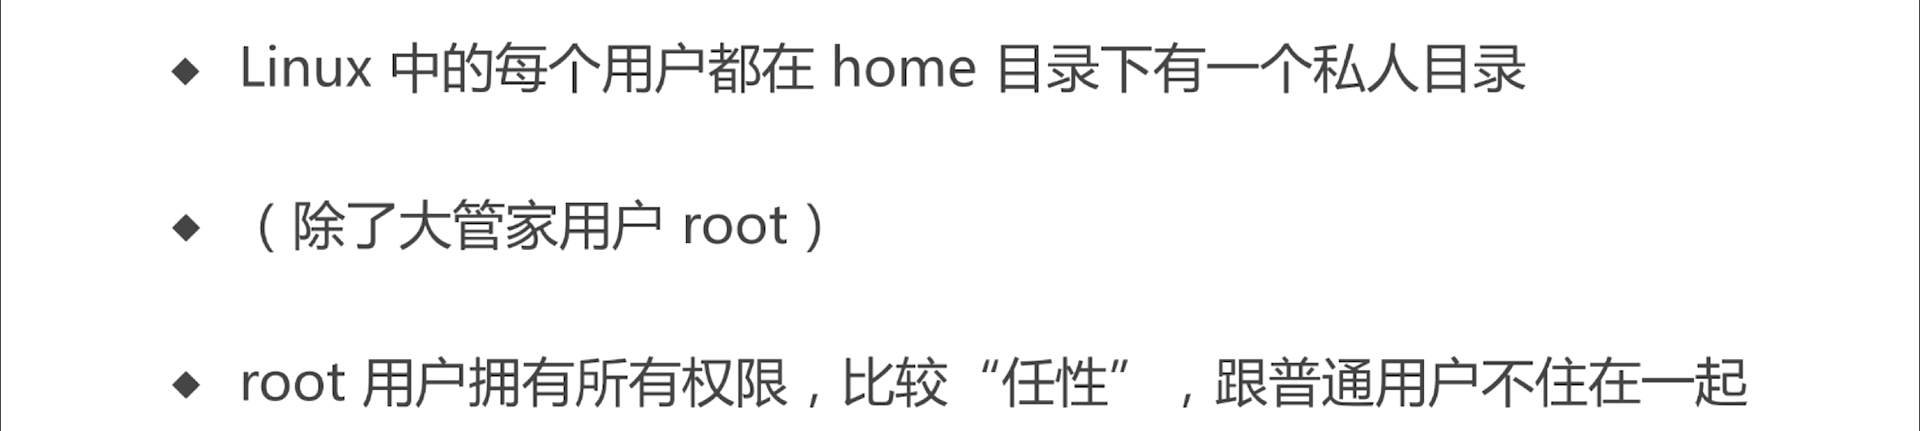 ◆ Linux 中的每个用户都在 home 目录下有一个私人目录
◆ （除了大管家用户 root）
◆ root 用户拥有所有权限，比较“任性”，跟普通用户不住在一起